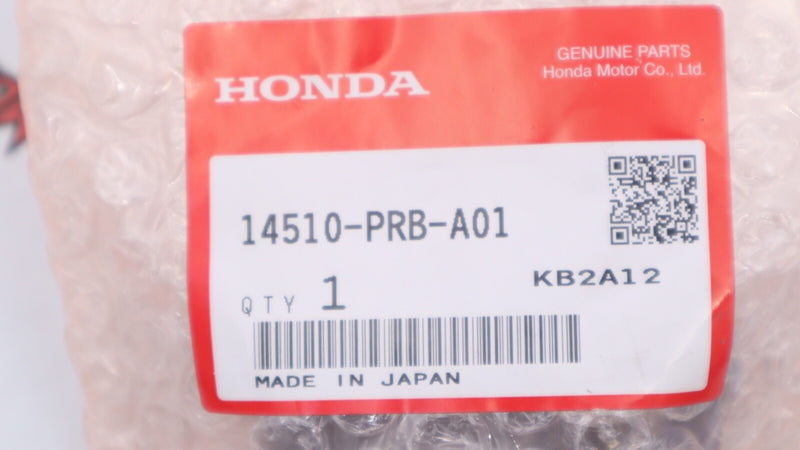 HONDA
GENUINE PARTS
Honda Motor Co., Ltd.
14510-PRB-A01
KB2A12
QTY 1
MADE IN JAPAN